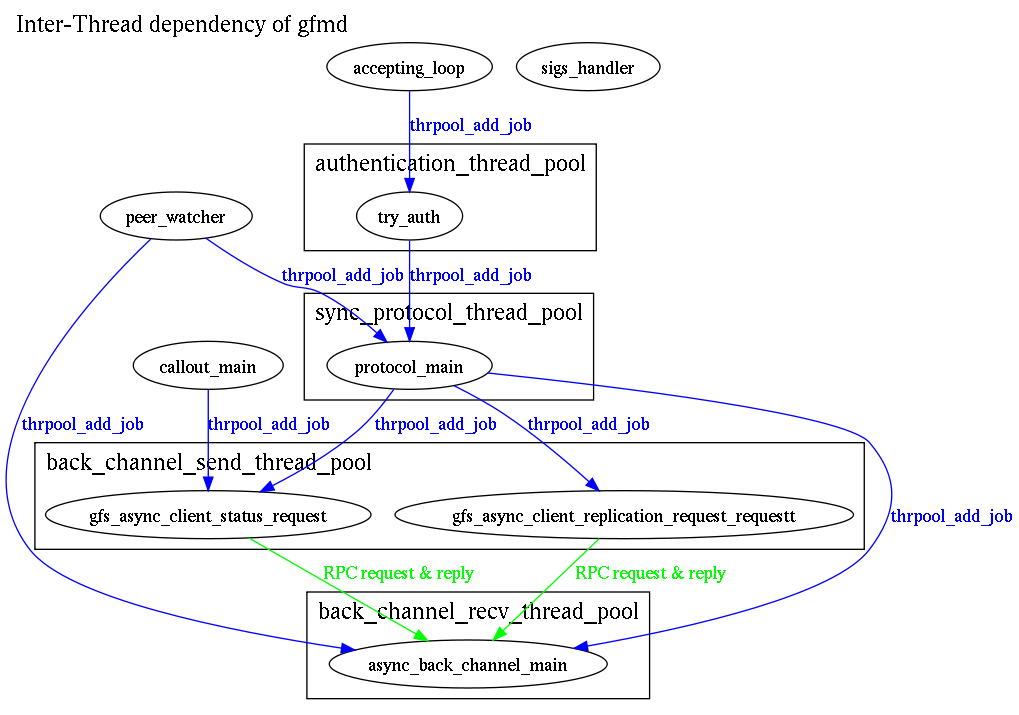 Inter-Thread dependency of gfmd
accepting_loop
sigs_handler
thrpool_add_job
authentication_thread_pool
peer_watcher
try_auth
thrpool_add_job
thrpool_add_job
sync_protocol_thread_pool
callout_main
protocol_main
thrpool_add_job
thrpool_add_job
thrpool_add_job
thrpool_add_job
back_channel_send_thread_pool
gfs_async_client_status_request
gfs_async_client_replication_request_requestt
thrpool_add_job
RPC request & reply
RPC request & reply
back_channel_recv_thread_pool
async_back_channel_main